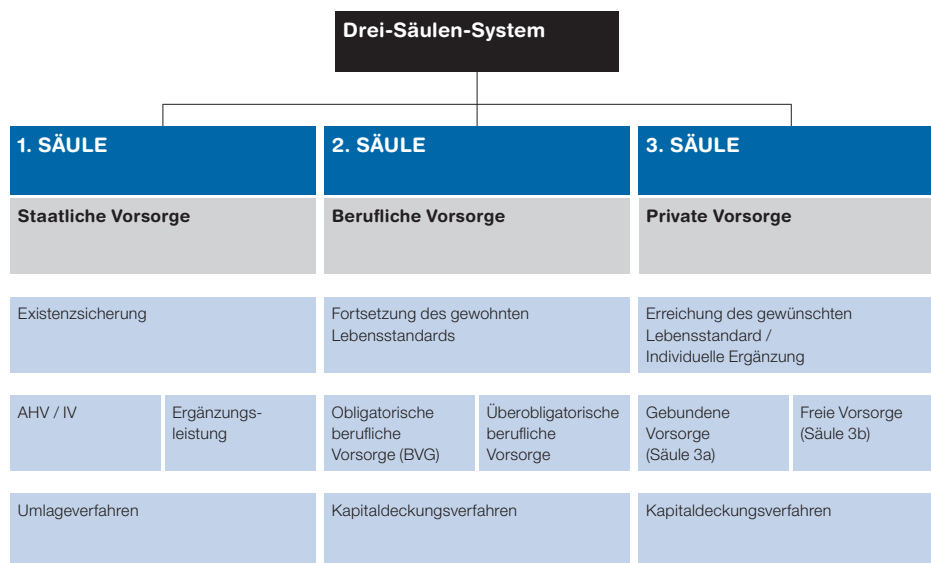 Drei-Säulen-System
1. SÄULE
2. SÄULE
3. SÄULE
Staatliche Vorsorge
Berufliche Vorsorge
Private Vorsorge
Existenzsicherung
Fortsetzung des gewohnten
Lebensstandards
Erreichung des gewünschten
Lebensstandard /
Individuelle Ergänzung
AHV / IV
Ergänzungs-
leistung
Obligatorische
berufliche
Vorsorge (BVG)
Überobligatorische
berufliche
Vorsorge
Gebundene
Vorsorge
(Säule 3a)
Freie Vorsorge
(Säule 3b)
Umlageverfahren
Kapitaldeckungsverfahren
Kapitaldeckungsverfahren